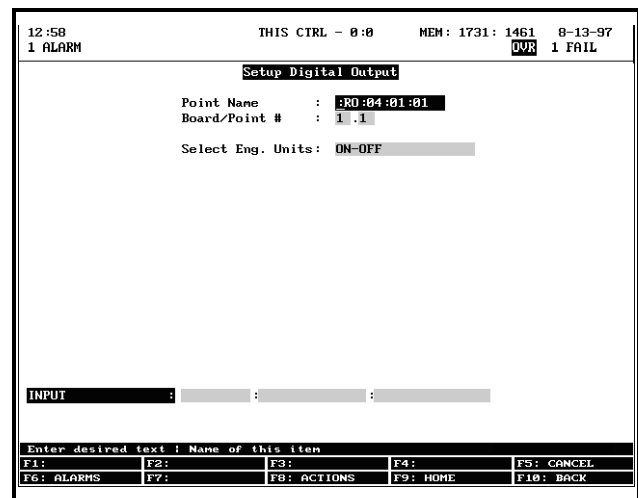 12:58 THIS CTRL - 0:0 MEM: 1731: 1461 8-13-97
1 ALARM OVR 1 FAIL
Setup Digital Output
Point Name : :RO:04:01:01
Board/Point # : 1 .1
Select Eng. Units: ON-OFF
INPUT : : :
Enter desired text ¦ Name of this item
F1: F2: F3: F4: F5: CANCEL
F6: ALARMS F7: F8: ACTIONS F9: HOME F10: BACK